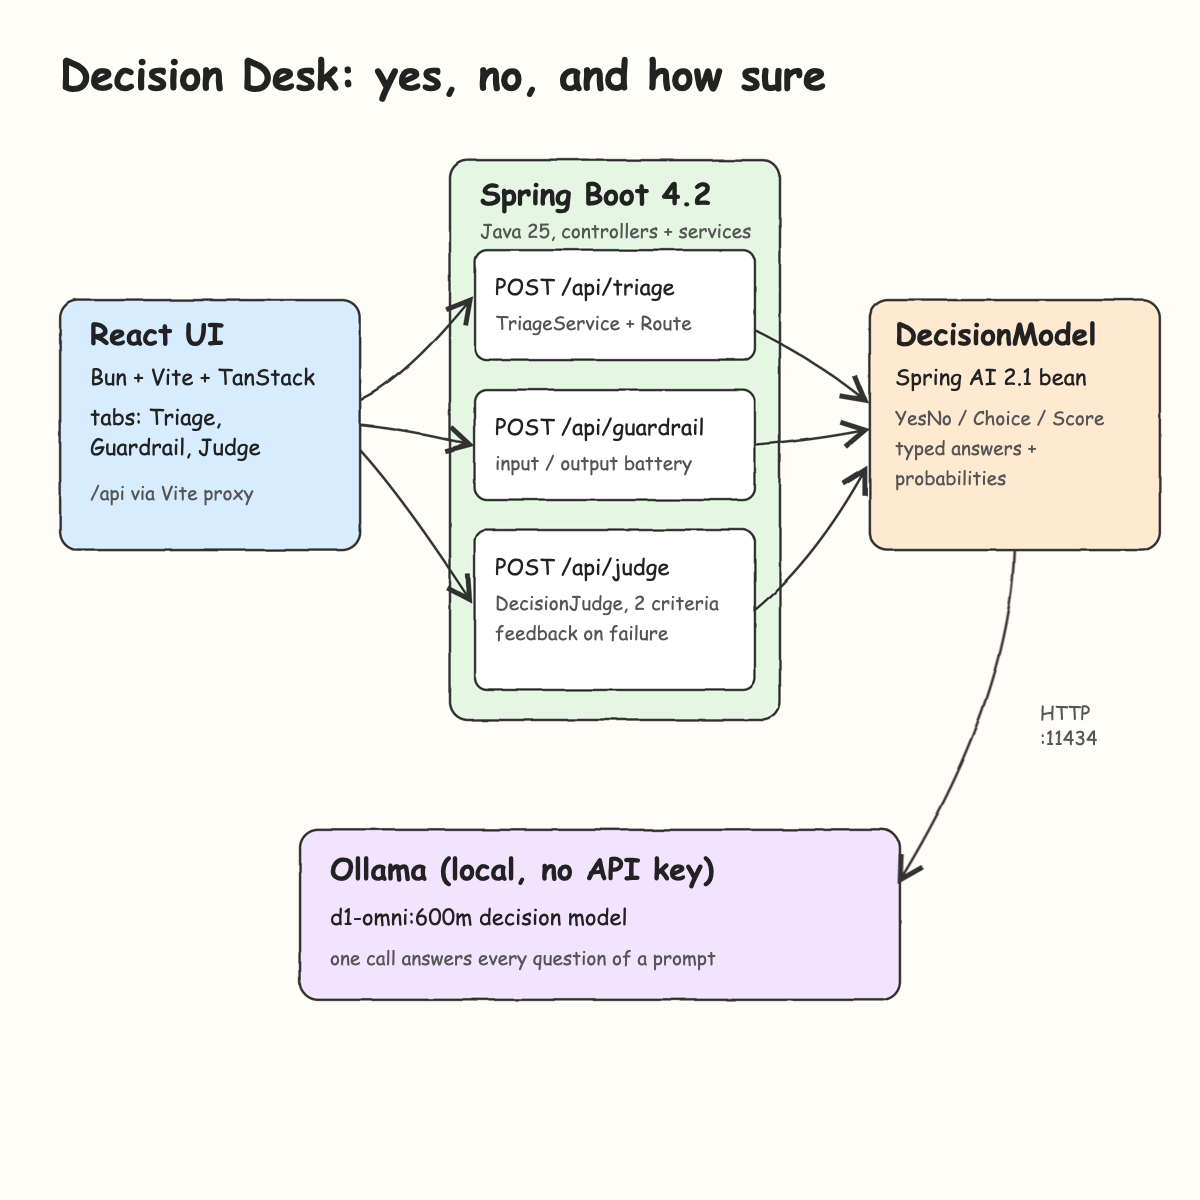 Decision Desk: yes, no, and how sure
Spring Boot 4.2
Java 25, controllers + services
POST /api/triage
TriageService + Route
POST /api/guardrail
input / output battery
POST /api/judge
DecisionJudge, 2 criteria
feedback on failure
React UI
Bun + Vite + TanStack
tabs: Triage,
Guardrail, Judge
/api via Vite proxy
DecisionModel
Spring AI 2.1 bean
YesNo / Choice / Score
typed answers +
probabilities
HTTP
:11434
Ollama (local, no API key)
d1-omni:600m decision model
one call answers every question of a prompt